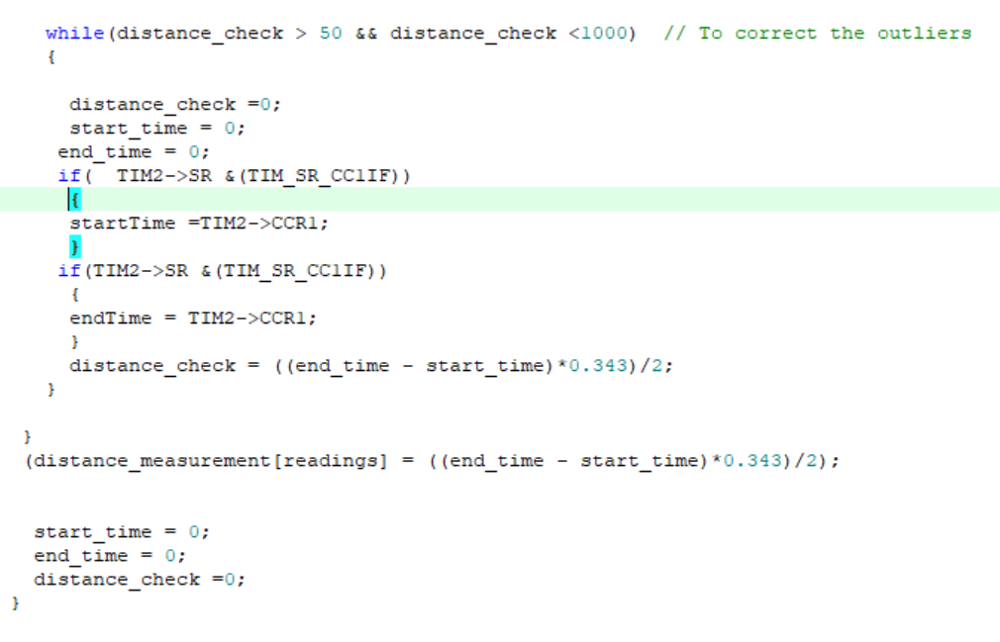 while(distance_check > 50 && distance_check <1000)  // To correct the outliers
{
distance_check =0;
start_time = 0;
end_time = 0;
if(  TIM2->SR &(TIM_SR_CC1IF))
{
startTime =TIM2->CCR1;
}
if(TIM2->SR &(TIM_SR_CC1IF))
{
endTime = TIM2->CCR1;
}
distance_check = ((end_time - start_time)*0.343)/2;
}
}
(distance_measurement[readings] = ((end_time - start_time)*0.343)/2);
start_time = 0;
end_time = 0;
distance_check =0;
}